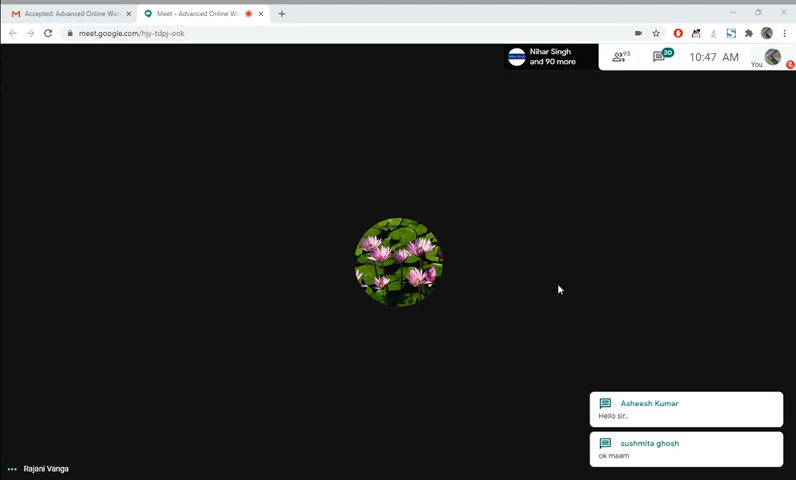 Accepted: Advanced Online Wor
Meet - Advanced Online Wo
meet.google.com/hjy-tdpj-onk
Nihar Singh
and 90 more
93
20
10:47 AM
You
Asheesh Kumar
Hello sir..
sushmita ghosh
ok maam
Rajani Vanga